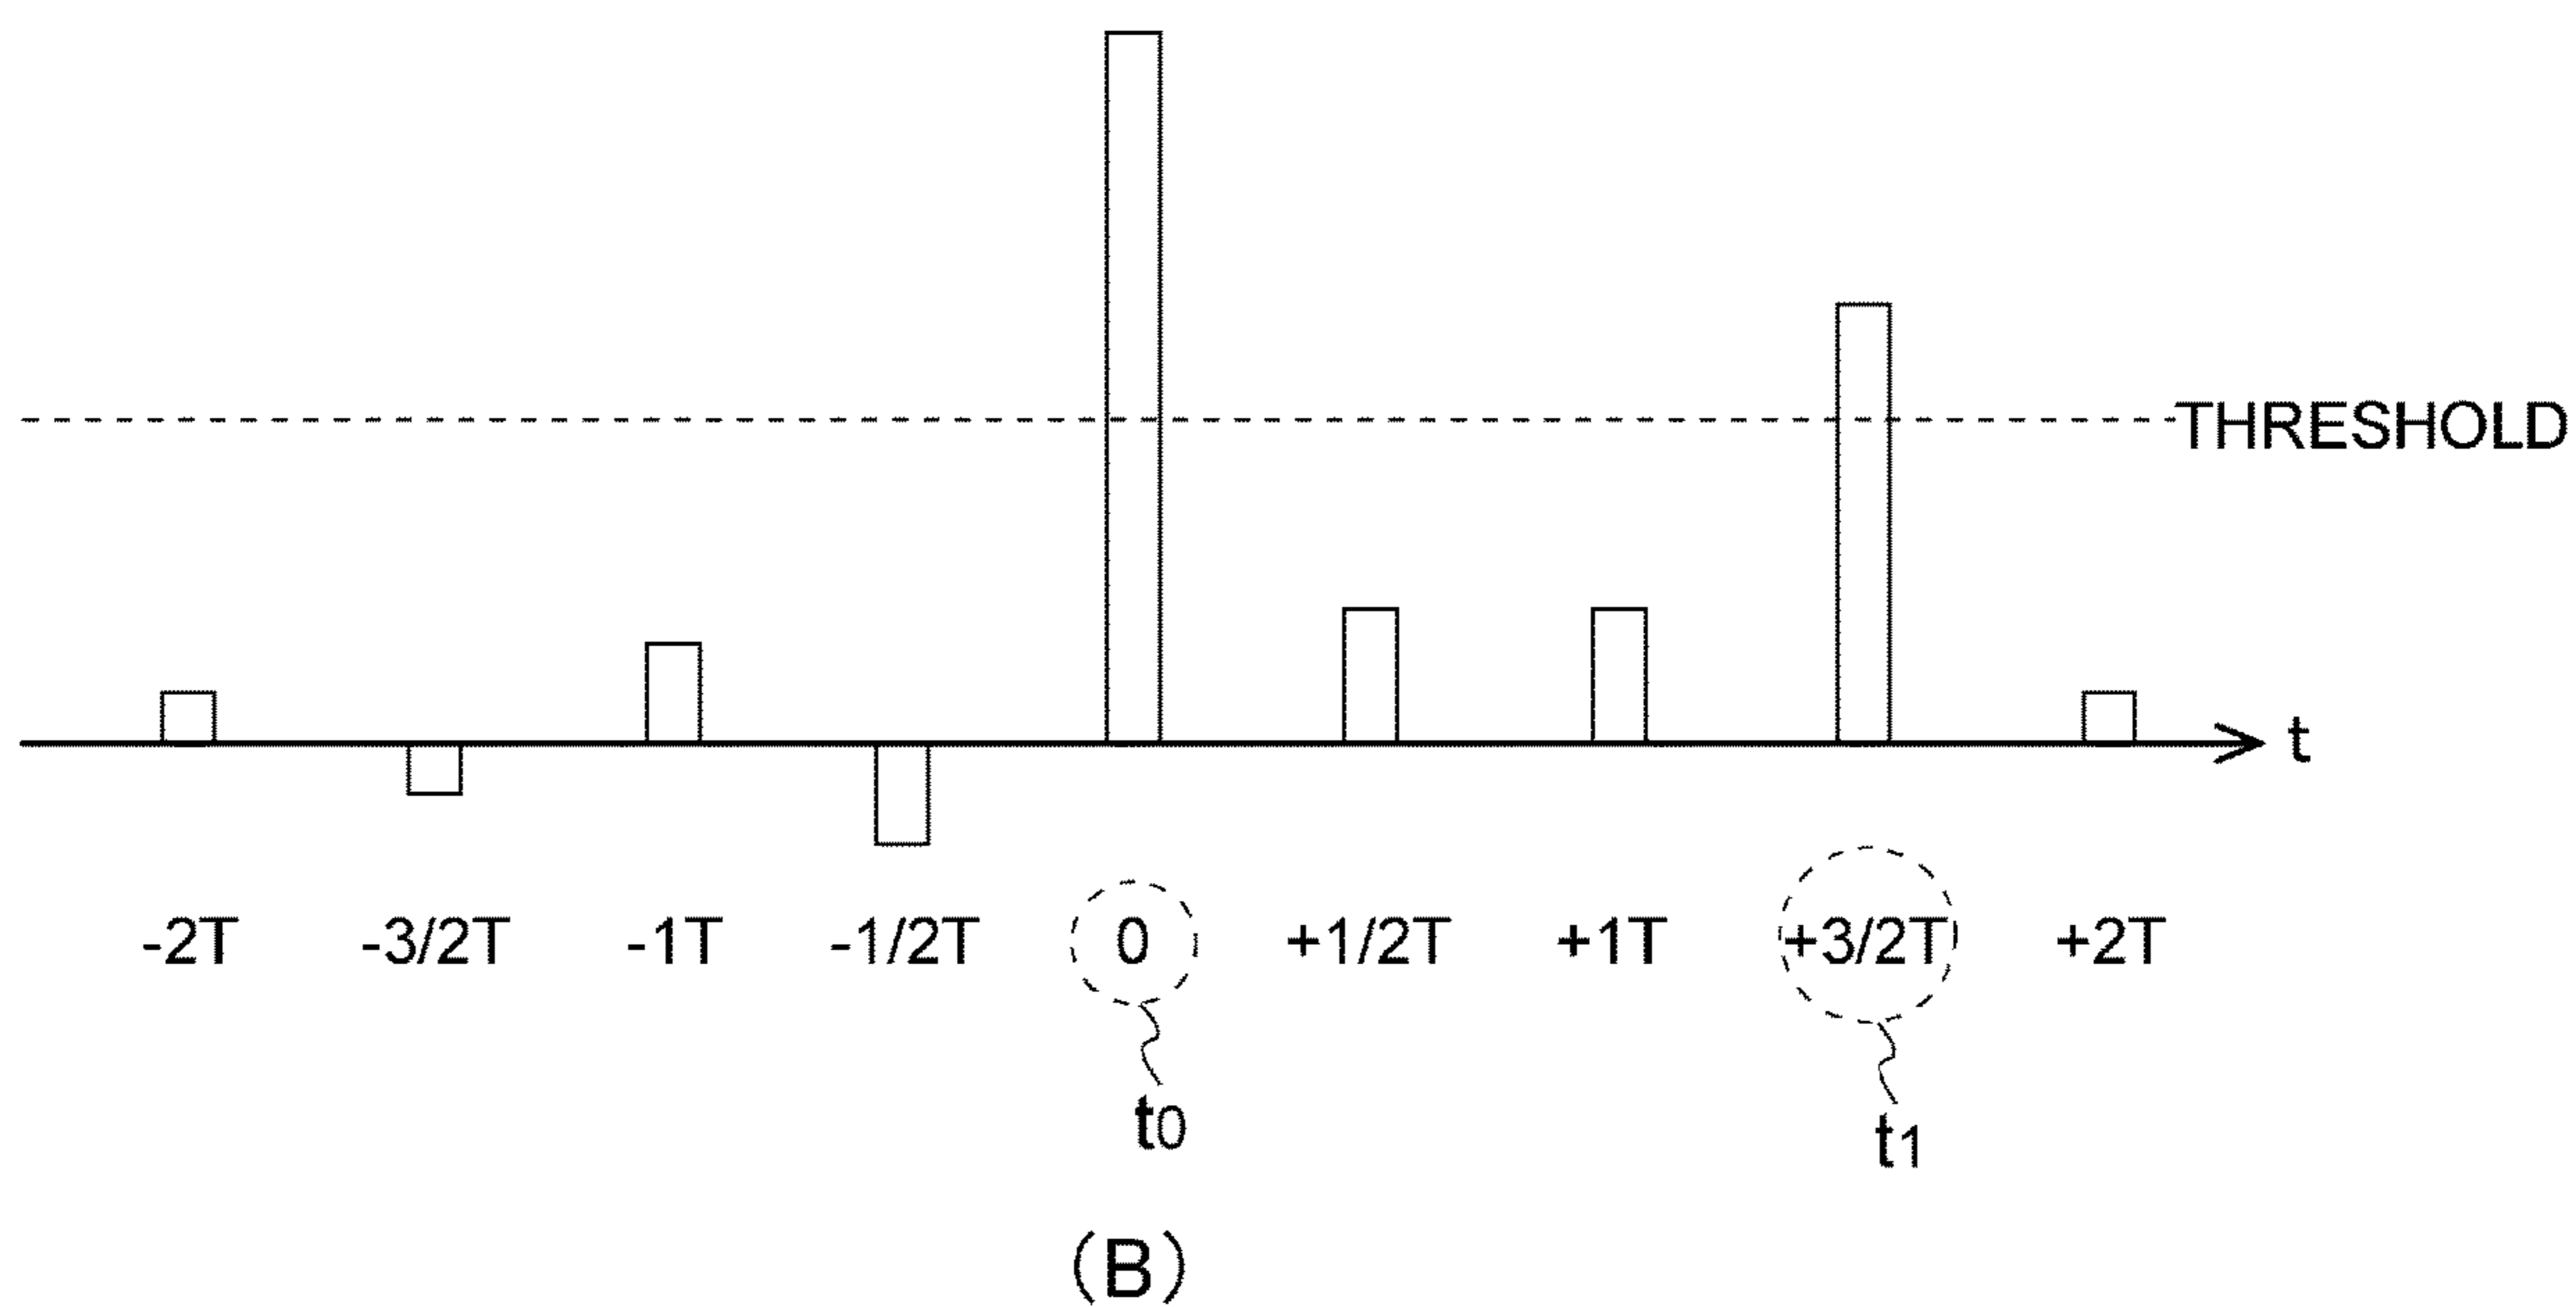 THRESHOLD
t
-2T -3/2T -1T -1/2T 0 +1/2T +1T +3/2T +2T
t0
t1
(B)